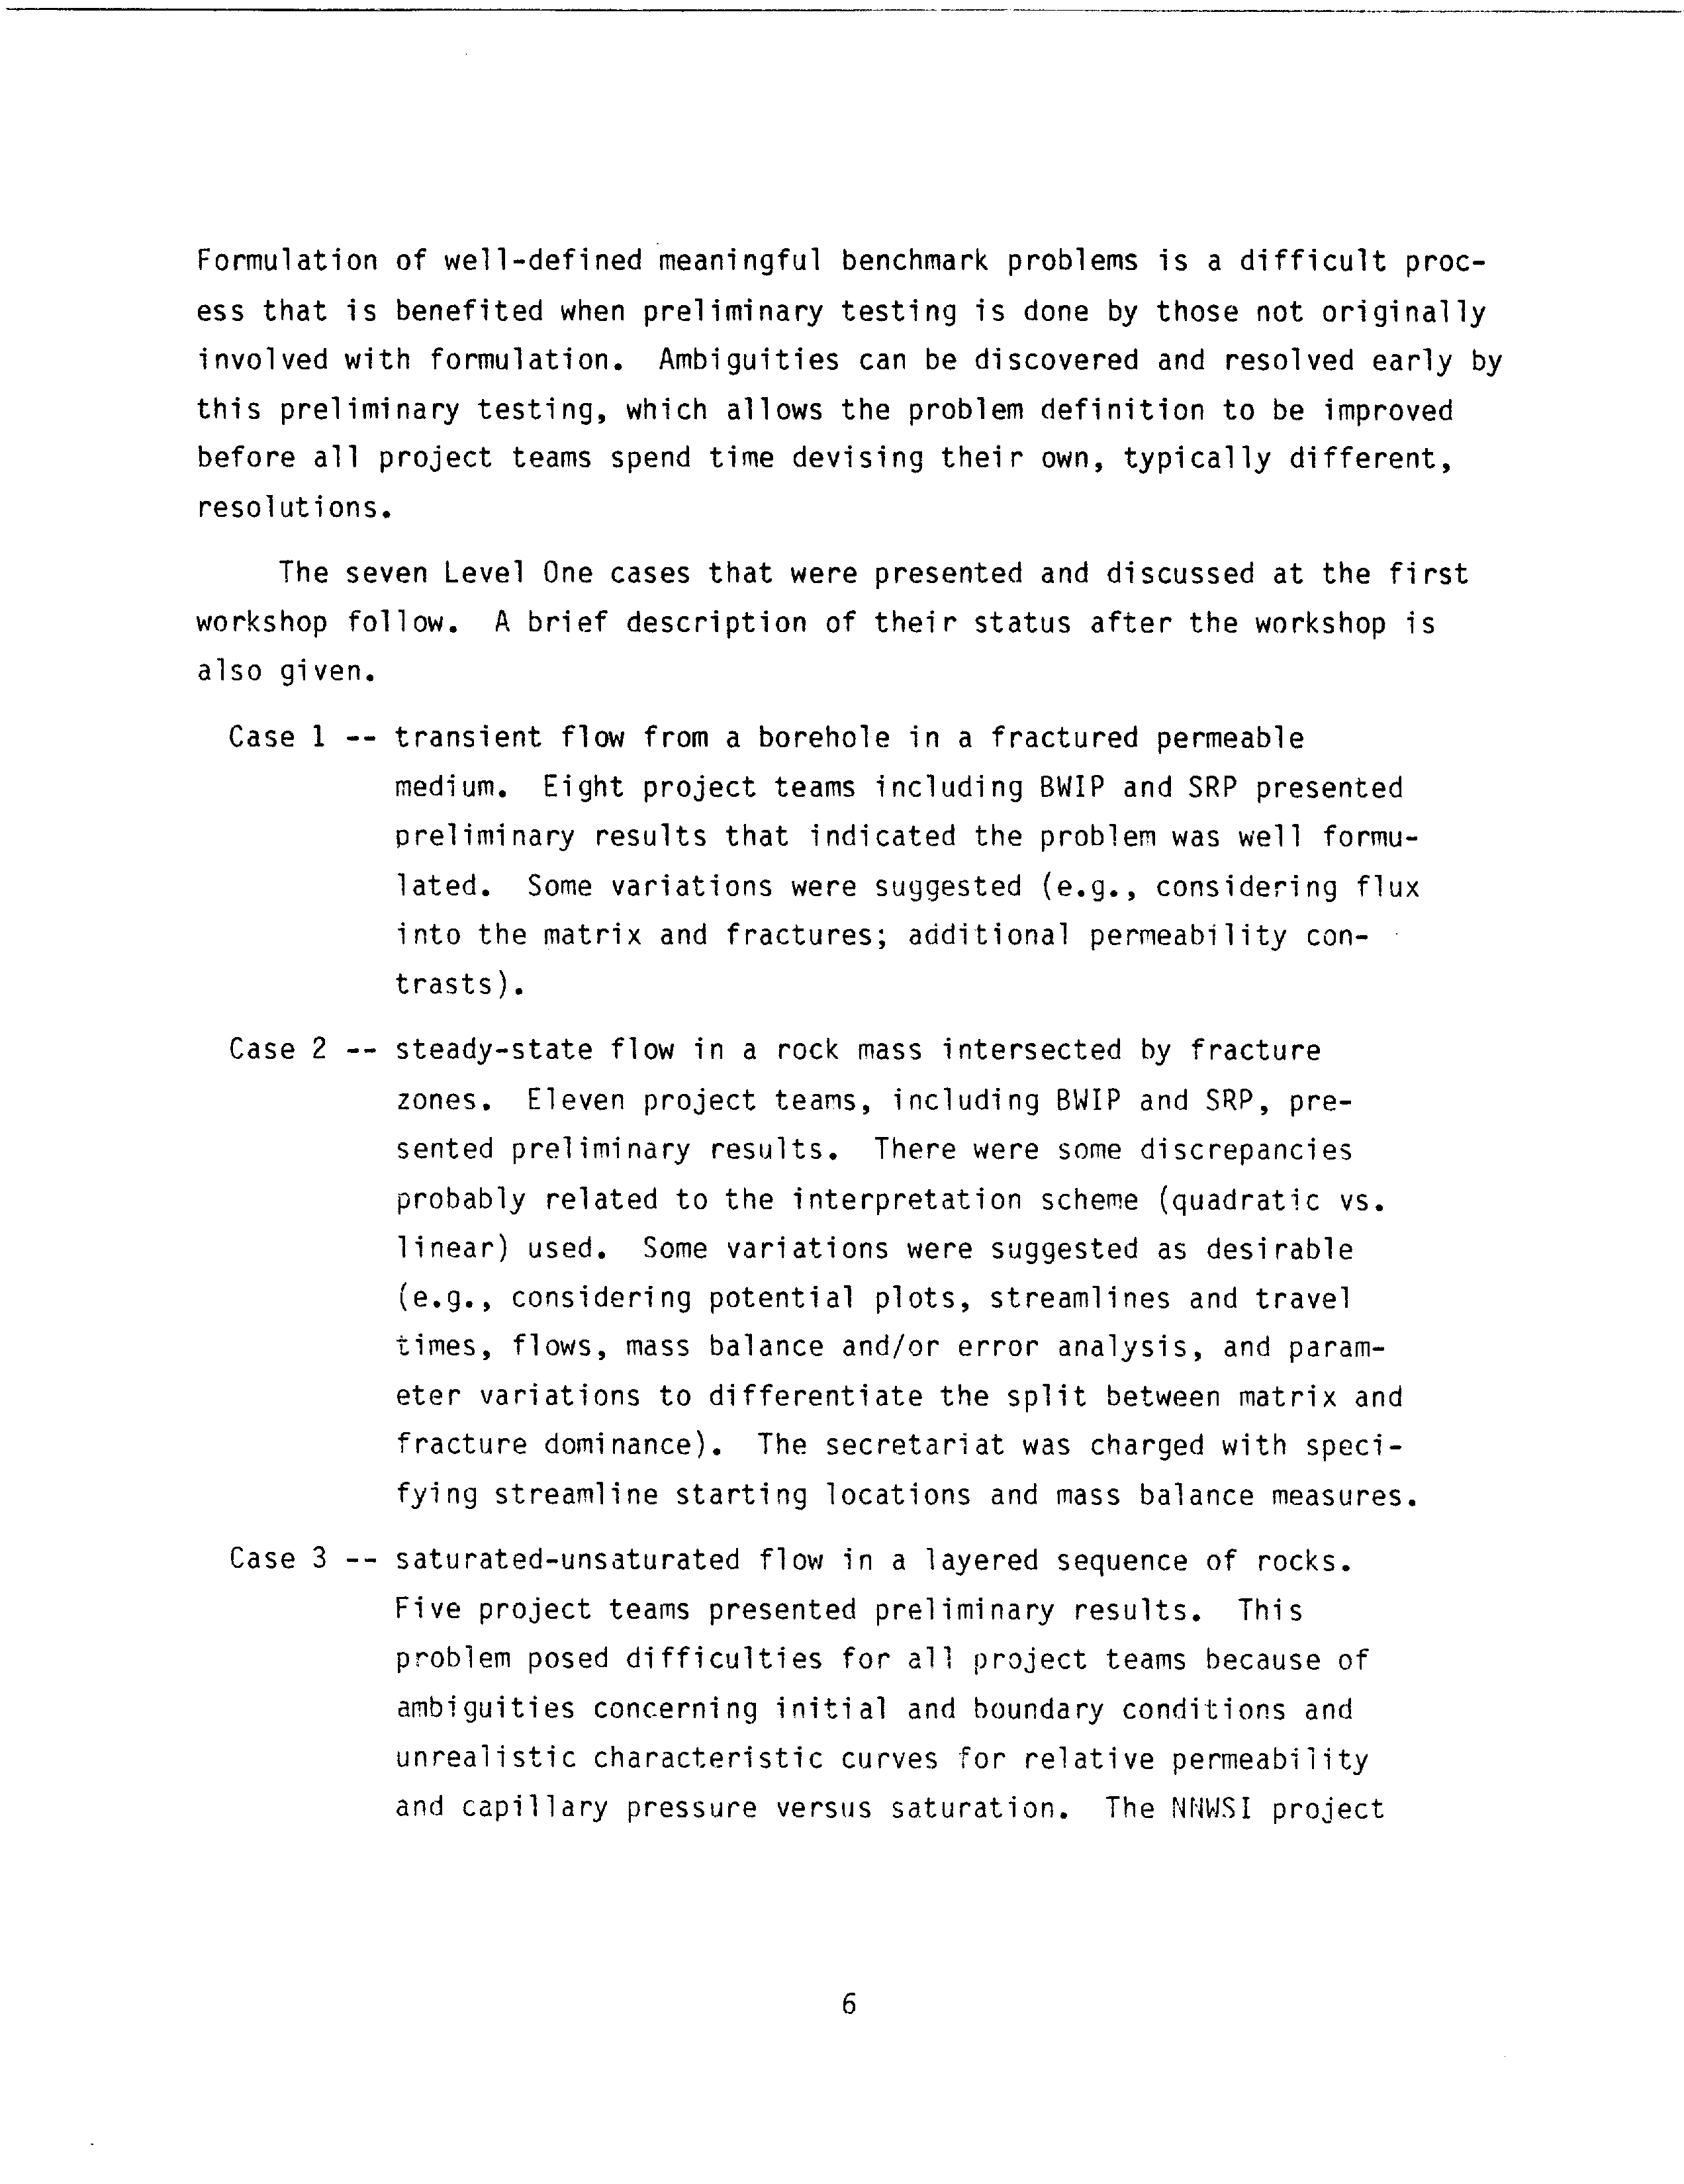 Formulation of well-defined meaningful benchmark problems is a difficult proc-
ess that is benefited when preliminary testing is done by those not originally
involved with formulation. Ambiguities can be discovered and resolved early by
this preliminary testing, which allows the problem definition to be improved
before all project teams spend time devising their own, typically different,
resolutions.
The seven Level One cases that were presented and discussed at the first
workshop follow. A brief description of their status after the workshop is
also given.
Case 1 -- transient flow from a borehole in a fractured permeable
medium. Eight project teams including BWIP and SRP presented
preliminary results that indicated the problem was well formu-
lated. Some variations were suggested (e.g., considering flux
into the matrix and fractures; additional permeability con-
trasts).
Case 2 -- steady-state flow in a rock mass intersected by fracture
zones. Eleven project teams, including BWIP and SRP, pre-
sented preliminary results. There were some discrepancies
probably related to the interpretation scheme (quadratic vs.
linear) used. Some variations were suggested as desirable
(e.g., considering potential plots, streamlines and travel
times, flows, mass balance and/or error analysis, and param-
eter variations to differentiate the split between matrix and
fracture dominance). The secretariat was charged with speci-
fying streamline starting locations and mass balance measures.
Case 3 -- saturated-unsaturated flow in a layered sequence of rocks.
Five project teams presented preliminary results. This
problem posed difficulties for all project teams because of
ambiguities concerning initial and boundary conditions and
unrealistic characteristic curves for relative permeability
and capillary pressure versus saturation. The NNWSI project
6